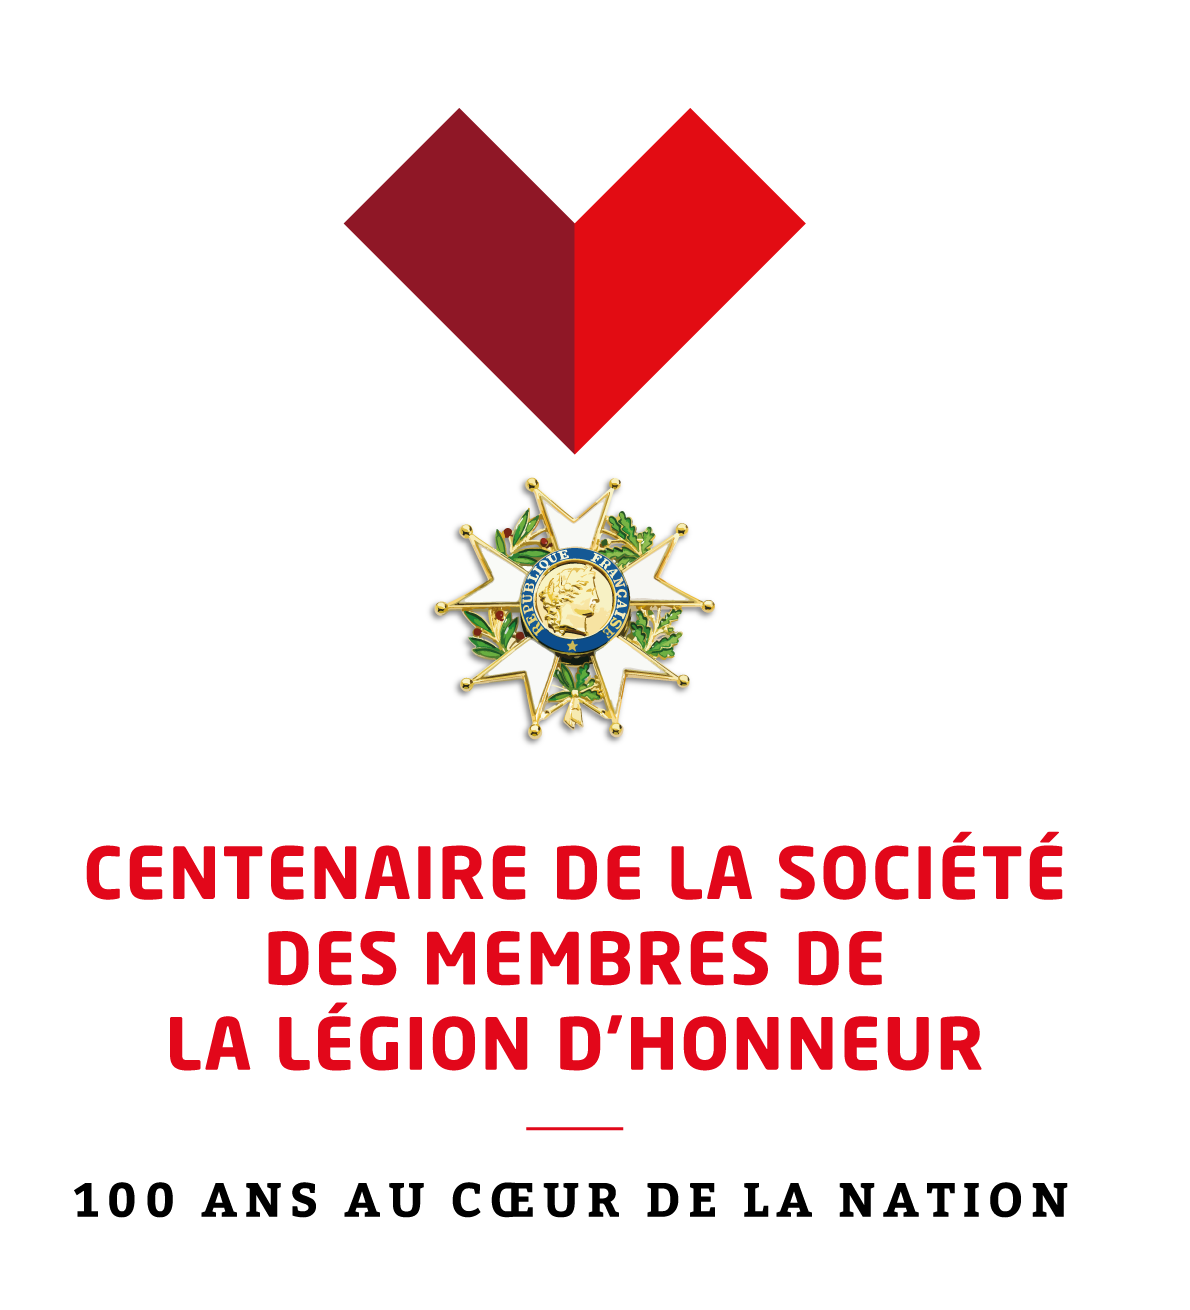 RÉPUBLIQUE FRANÇAISE
CENTENAIRE DE LA SOCIÉTÉ
DES MEMBRES DE
LA LÉGION D’HONNEUR
100 ANS AU CŒUR DE LA NATION